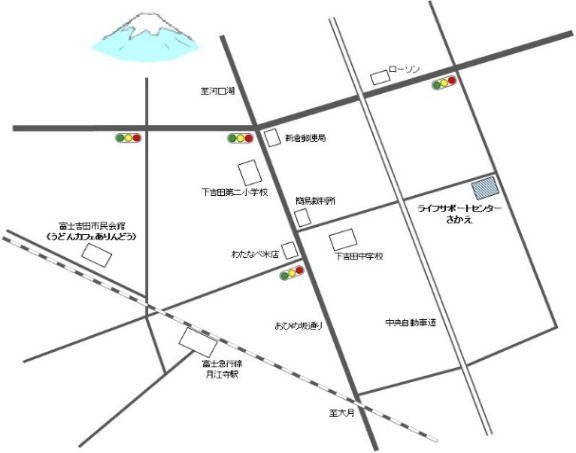 ローソン
至河口湖
新倉郵便局
下吉田第二小学校
簡易裁判所
ライフサポートセンター
さかえ
富士吉田市民会館
(うどんカフェありんどう)
わたなべ米店
下吉田中学校
おひめ坂通り
中央自動車道
富士急行線
月江寺駅
至大月